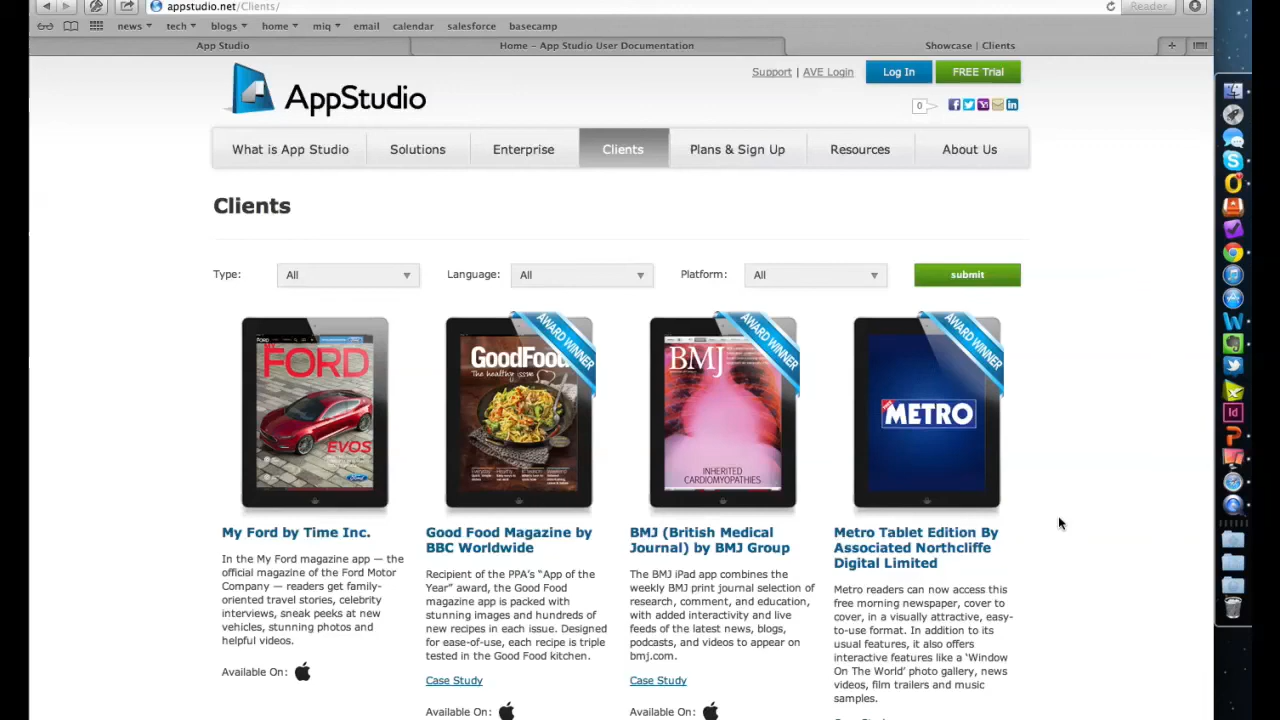 appstudio.net/Clients/
Reader
news tech blogs home miq email calendar salesforce basecamp
App Studio Home – App Studio User Documentation Showcase | Clients
Support | AVE Login Log In FREE Trial
AppStudio
0
What is App Studio Solutions Enterprise Clients Plans & Sign Up Resources About Us
Clients
Type: All Language: All Platform: All submit
FORD
EVOS
GoodFood
The healthy issue
AWARD WINNER
BMJ
INHERITED
CARDIOMYOPATHIES
AWARD WINNER
METRO
AWARD WINNER
My Ford by Time Inc.
In the My Ford magazine app — the
official magazine of the Ford Motor
Company — readers get family-
oriented travel stories, celebrity
interviews, sneak peeks at new
vehicles, stunning photos and
helpful videos.
Available On:
Good Food Magazine by
BBC Worldwide
Recipient of the PPA's “App of the
Year” award, the Good Food
magazine app is packed with
stunning images and hundreds of
new recipes in each issue. Designed
for ease-of-use, each recipe is triple
tested in the Good Food kitchen.
Case Study
Available On:
BMJ (British Medical
Journal) by BMJ Group
The BMJ iPad app combines the
weekly BMJ print journal selection of
research, comment, and education,
with added interactivity and live
feeds of the latest news, blogs,
podcasts, and videos to appear on
bmj.com.
Case Study
Available On:
Metro Tablet Edition By
Associated Northcliffe
Digital Limited
Metro readers can now access this
free morning newspaper, cover to
cover, in a visually attractive, easy-
to-use format. In addition to its
usual features, it also offers
interactive features like a ‘Window
On The World’ photo gallery, news
videos, film trailers and music
samples.